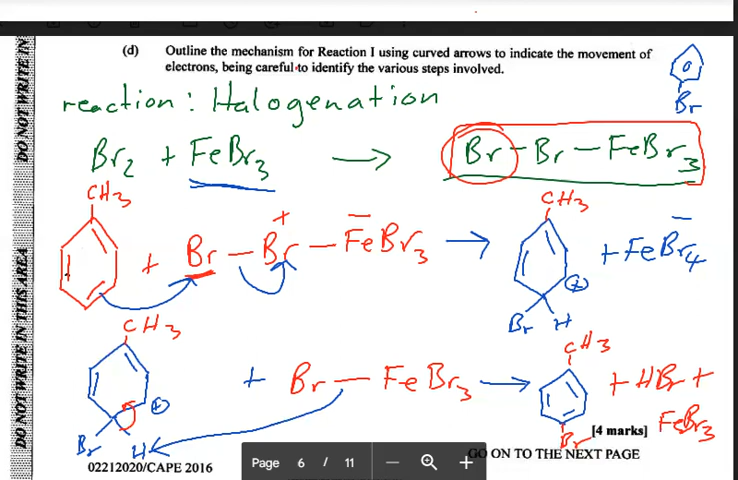 (d) Outline the mechanism for Reaction I using curved arrows to indicate the movement of
electrons, being careful to identify the various steps involved.
Br
reaction : Halogenation
Br2 + FeBr3 → Br – Br – FeBr3
CH3
CH3
+ Br – Br+ – Fe⁻Br3 → + + FeBr4⁻
Br H
CH3
CH3
+ + Br – FeBr3 → + HBr +
FeBr3
Br
[4 marks]
Br H
GO ON TO THE NEXT PAGE
02212020/CAPE 2016
Page 6 / 11 — +
DO NOT WRITE IN
DO NOT WRITE IN THIS AREA